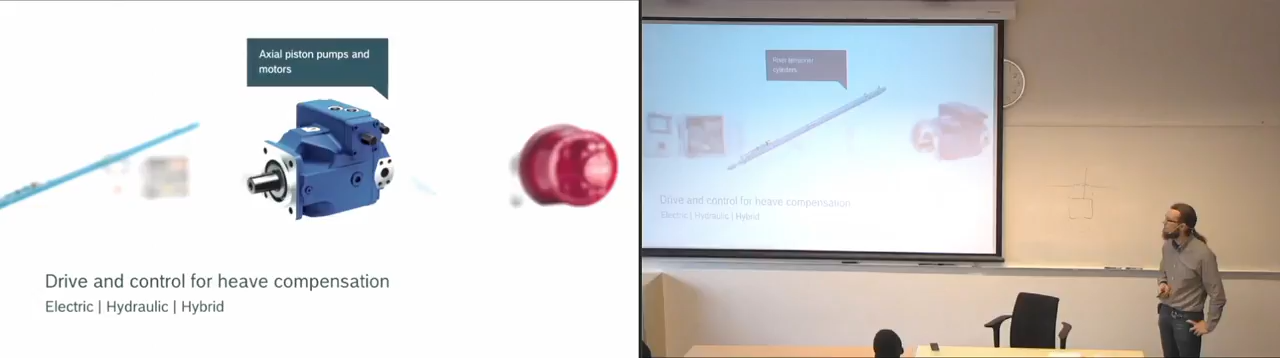 Axial piston pumps and
motors
Drive and control for heave compensation
Electric | Hydraulic | Hybrid
cylinders
Drive and control for heave compensation
Electric | Hydraulic | Hybrid